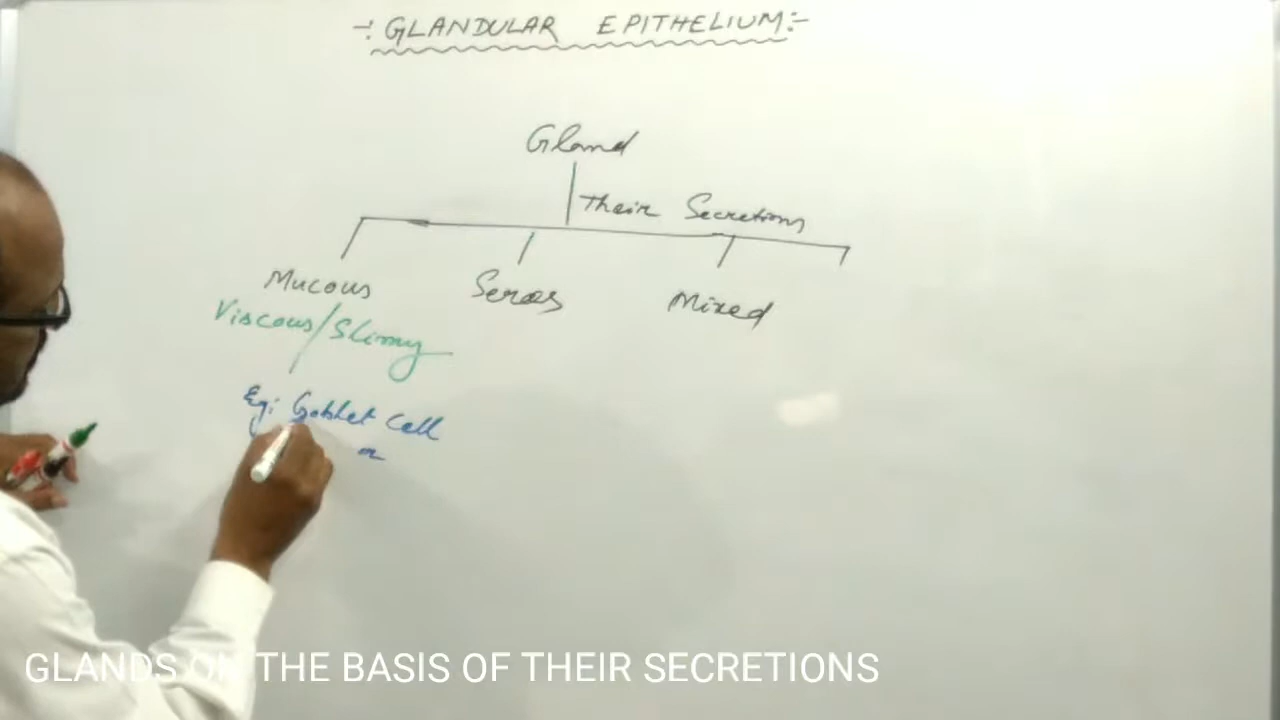 -: GLANDULAR EPITHELIUM:-
Gland
Their Secretions
Mucous Serous Mixed
Viscous/Slimy
Eg: Goblet Cell
or
GLANDS ON THE BASIS OF THEIR SECRETIONS